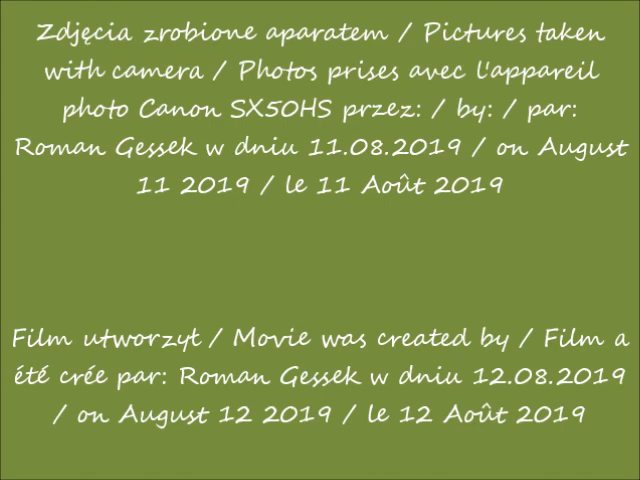 Zdjęcia zrobione aparatem / Pictures taken
with camera / Photos prises avec l'appareil
photo Canon SX50HS przez: / by: / par:
Roman Gessek w dniu 11.08.2019 / on August
11 2019 / le 11 Août 2019
Film utworzył / Movie was created by / Film a
été crée par: Roman Gessek w dniu 12.08.2019
/ on August 12 2019 / le 12 Août 2019